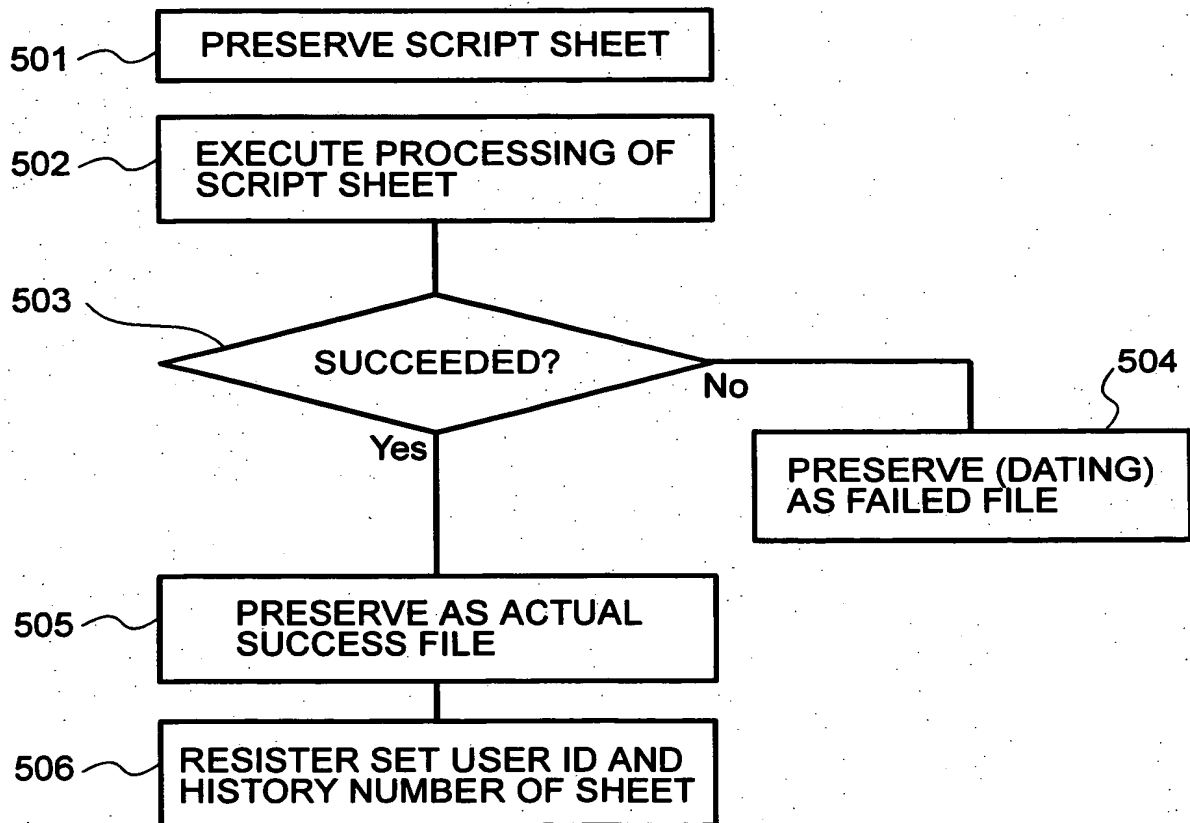 501
PRESERVE SCRIPT SHEET
502
EXECUTE PROCESSING OF
SCRIPT SHEET
503
SUCCEEDED?
No
504
Yes
PRESERVE (DATING)
AS FAILED FILE
505
PRESERVE AS ACTUAL
SUCCESS FILE
506
RESISTER SET USER ID AND
HISTORY NUMBER OF SHEET